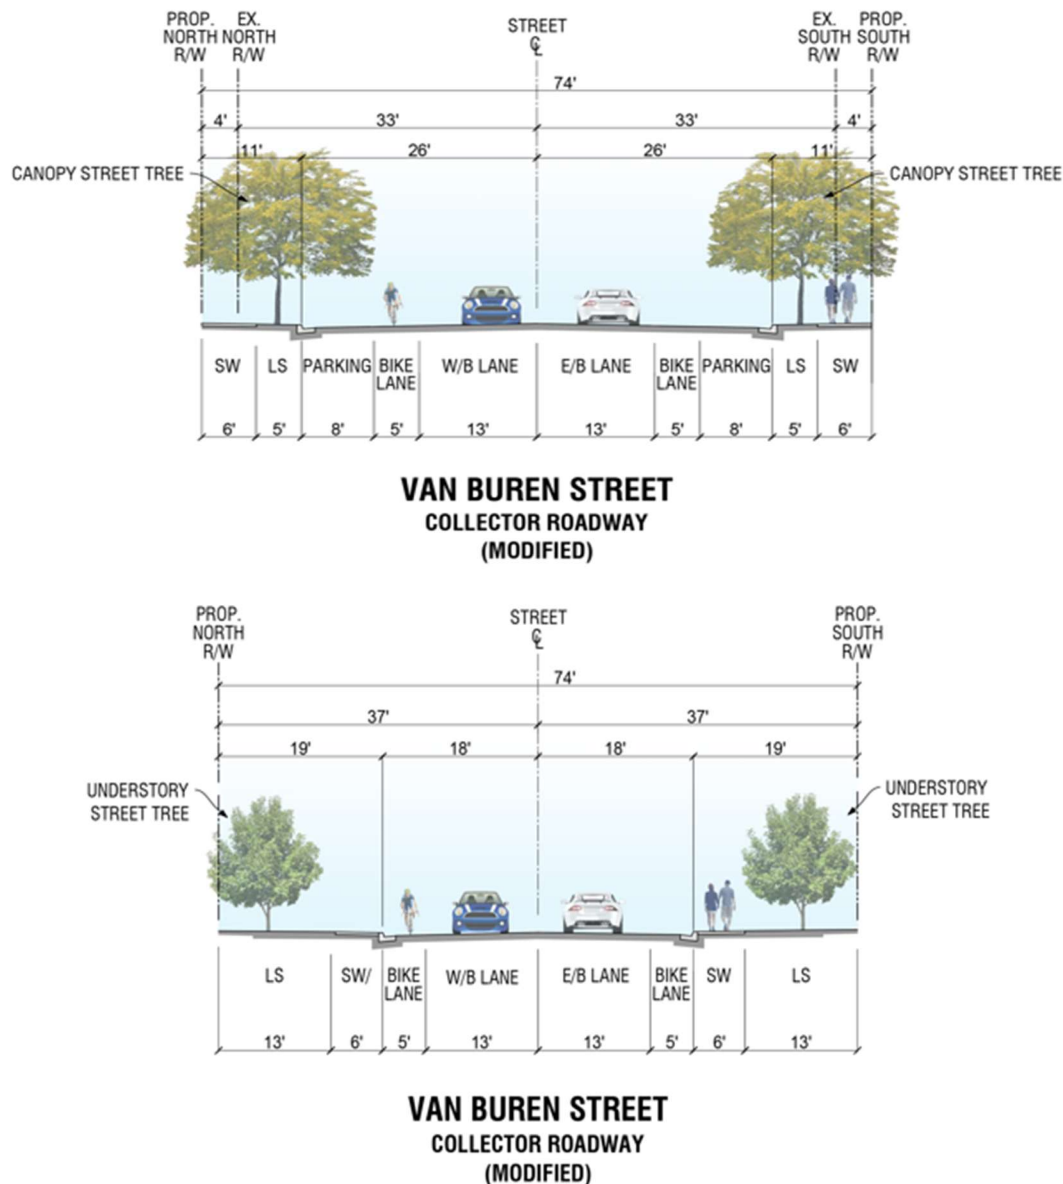 PROP. NORTH R/W
EX. NORTH R/W
STREET ℄
EX. SOUTH R/W
PROP. SOUTH R/W
74'
4'
33'
33'
4'
11'
26'
26'
11'
CANOPY STREET TREE
CANOPY STREET TREE
SW
LS
PARKING
BIKE LANE
W/B LANE
E/B LANE
BIKE LANE
PARKING
LS
SW
6'
5'
8'
5'
13'
13'
5'
8'
5'
6'
VAN BUREN STREET
COLLECTOR ROADWAY
(MODIFIED)
PROP. NORTH R/W
STREET ℄
PROP. SOUTH R/W
74'
37'
37'
19'
18'
18'
19'
UNDERSTORY
STREET TREE
UNDERSTORY
STREET TREE
LS
SW/
BIKE LANE
W/B LANE
E/B LANE
BIKE LANE
SW
LS
13'
6'
5'
13'
13'
5'
6'
13'
VAN BUREN STREET
COLLECTOR ROADWAY
(MODIFIED)